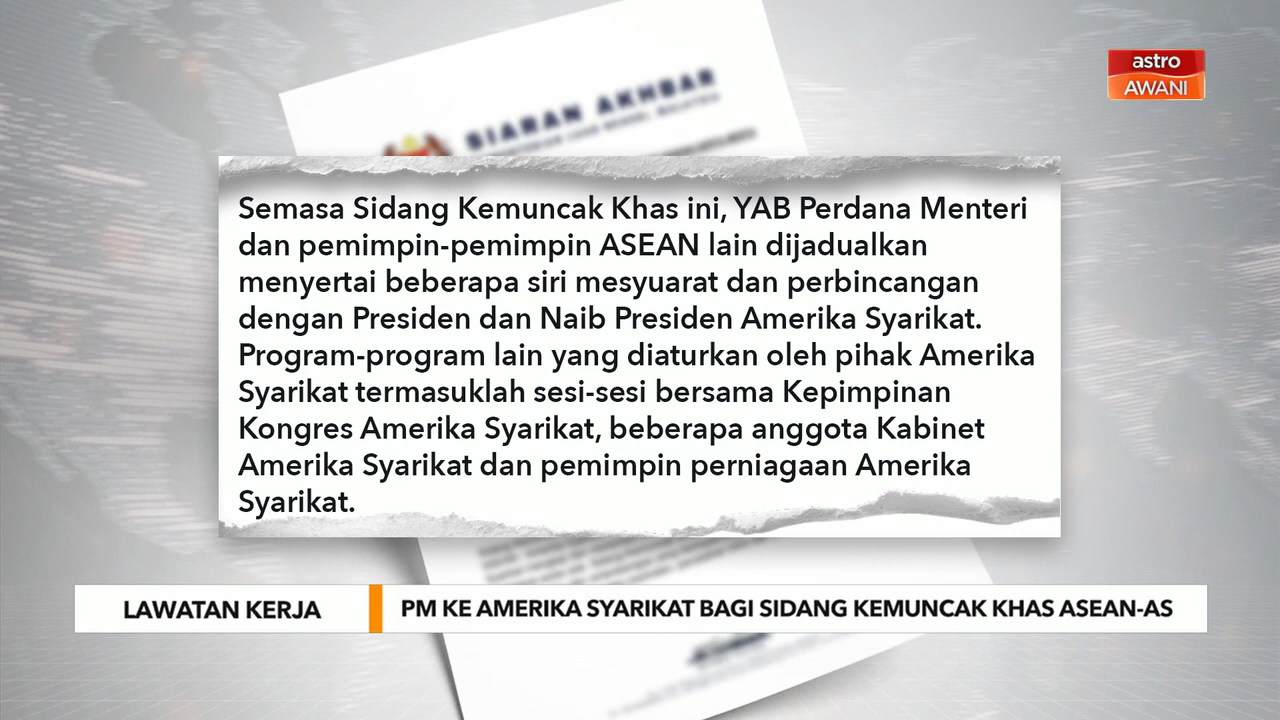 astro
AWANI
SIARAN AKHBAR
Semasa Sidang Kemuncak Khas ini, YAB Perdana Menteri
dan pemimpin-pemimpin ASEAN lain dijadualkan
menyertai beberapa siri mesyuarat dan perbincangan
dengan Presiden dan Naib Presiden Amerika Syarikat.
Program-program lain yang diaturkan oleh pihak Amerika
Syarikat termasuklah sesi-sesi bersama Kepimpinan
Kongres Amerika Syarikat, beberapa anggota Kabinet
Amerika Syarikat dan pemimpin perniagaan Amerika
Syarikat.
LAWATAN KERJA
PM KE AMERIKA SYARIKAT BAGI SIDANG KEMUNCAK KHAS ASEAN-AS